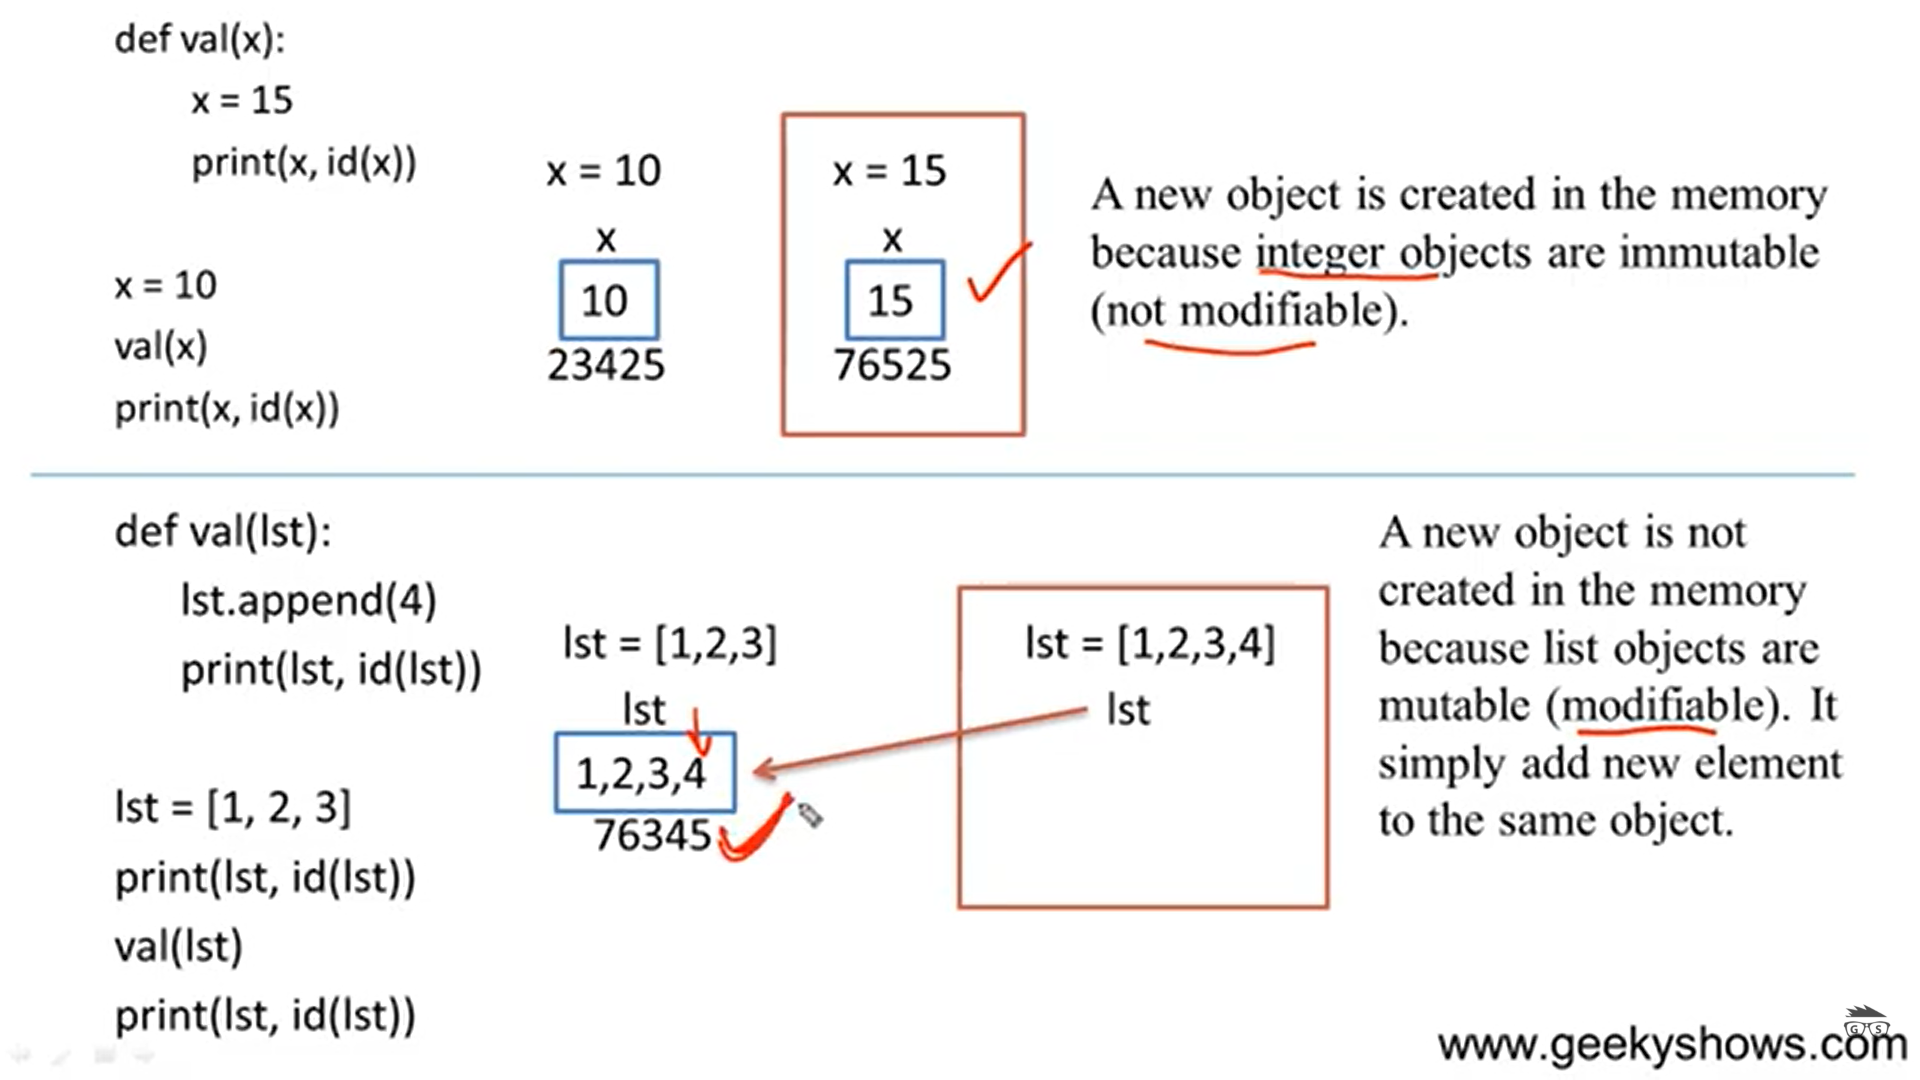 def val(x):
x = 15
print(x, id(x))
x = 10
val(x)
print(x, id(x))
x = 10
x
10
23425
x = 15
x
15
76525
A new object is created in the memory
because integer objects are immutable
(not modifiable).
def val(lst):
lst.append(4)
print(lst, id(lst))
lst = [1, 2, 3]
print(lst, id(lst))
val(lst)
print(lst, id(lst))
lst = [1,2,3]
lst
1,2,3,4
76345
lst = [1,2,3,4]
lst
A new object is not
created in the memory
because list objects are
mutable (modifiable). It
simply add new element
to the same object.
GS
www.geekyshows.com